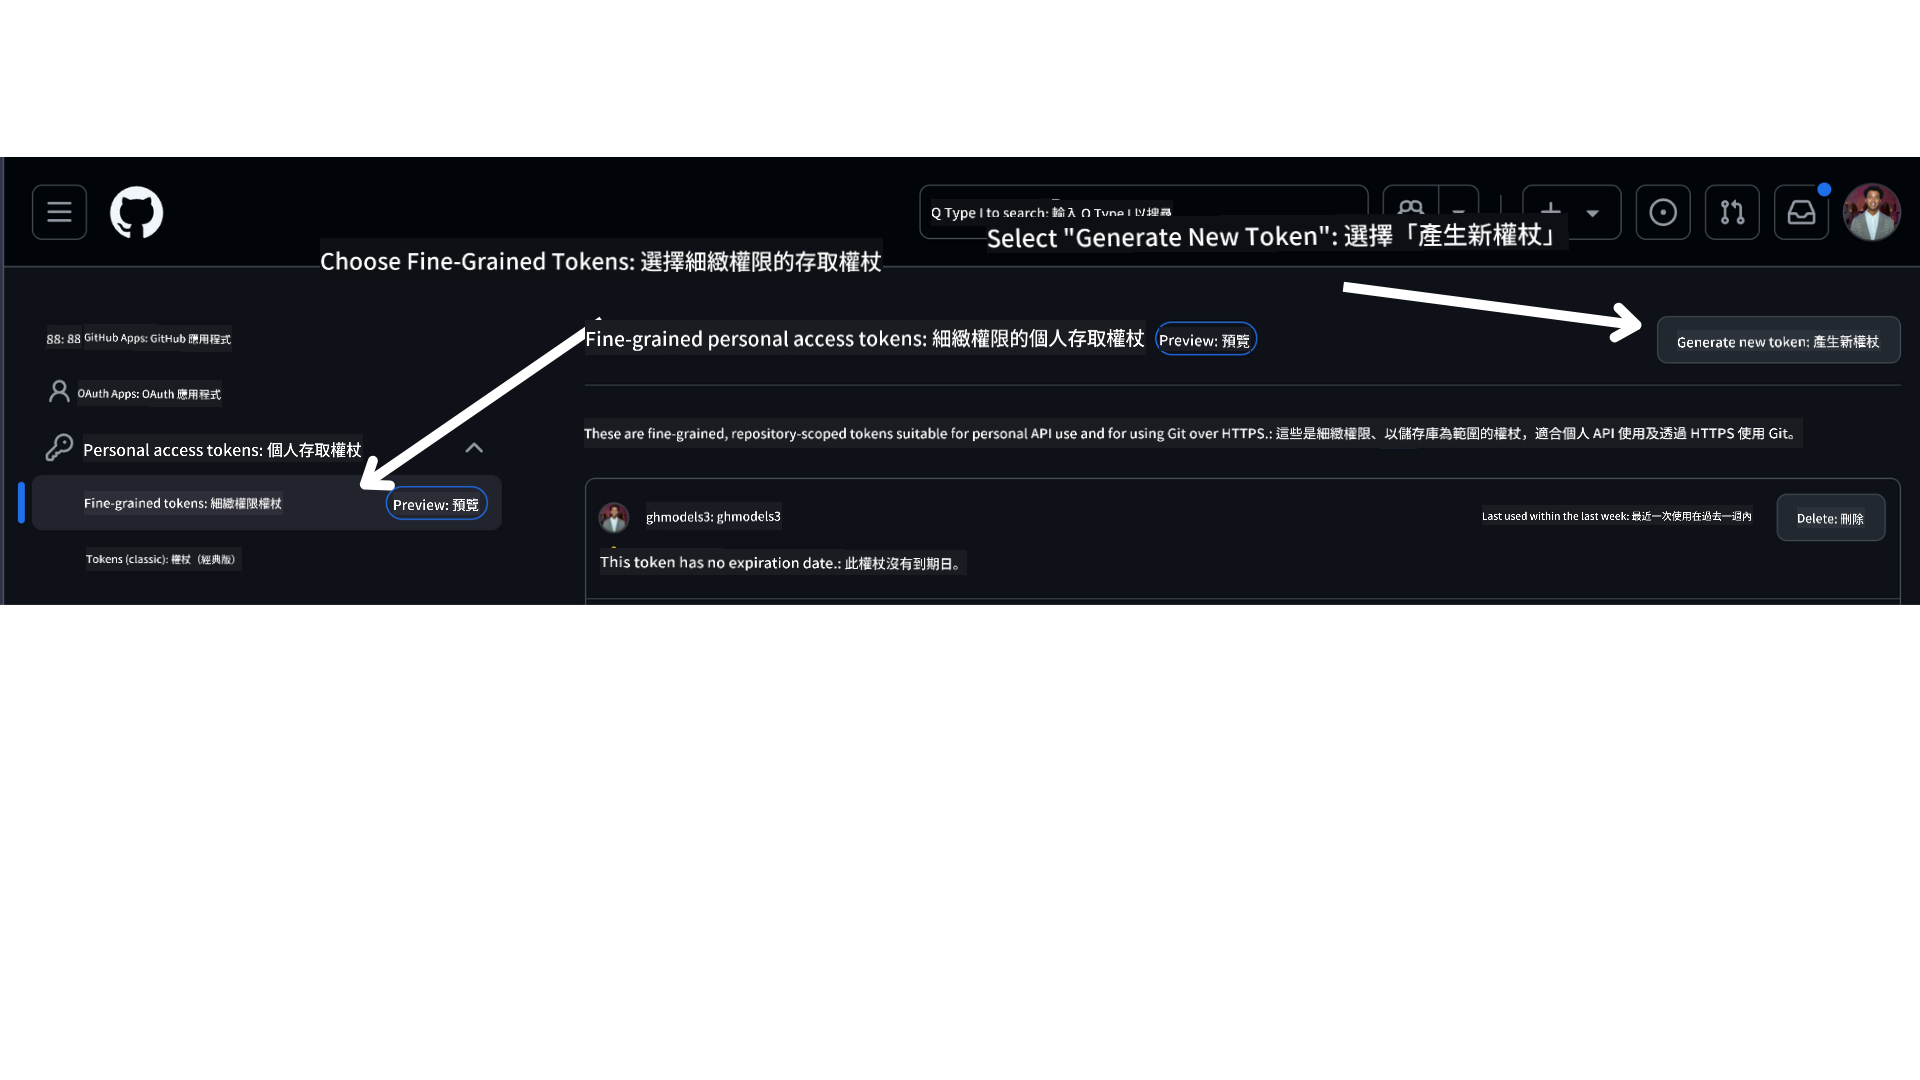 Q Type | to search: 輸入 Q Type | 以搜尋
Select "Generate New Token": 選擇「產生新權杖」
Choose Fine-Grained Tokens: 選擇細緻權限的存取權杖
88: 88 GitHub Apps: GitHub 應用程式
Fine-grained personal access tokens: 細緻權限的個人存取權杖 Preview: 預覽
Generate new token: 產生新權杖
OAuth Apps: OAuth 應用程式
Personal access tokens: 個人存取權杖
These are fine-grained, repository-scoped tokens suitable for personal API use and for using Git over HTTPS.: 這些是細緻權限、以儲存庫為範圍的權杖，適合個人 API 使用及透過 HTTPS 使用 Git。
Fine-grained tokens: 細緻權限權杖 Preview: 預覽
ghmodels3: ghmodels3
Last used within the last week: 最近一次使用在過去一週內
Delete: 刪除
Tokens (classic): 權杖（經典版）
This token has no expiration date.: 此權杖沒有到期日。